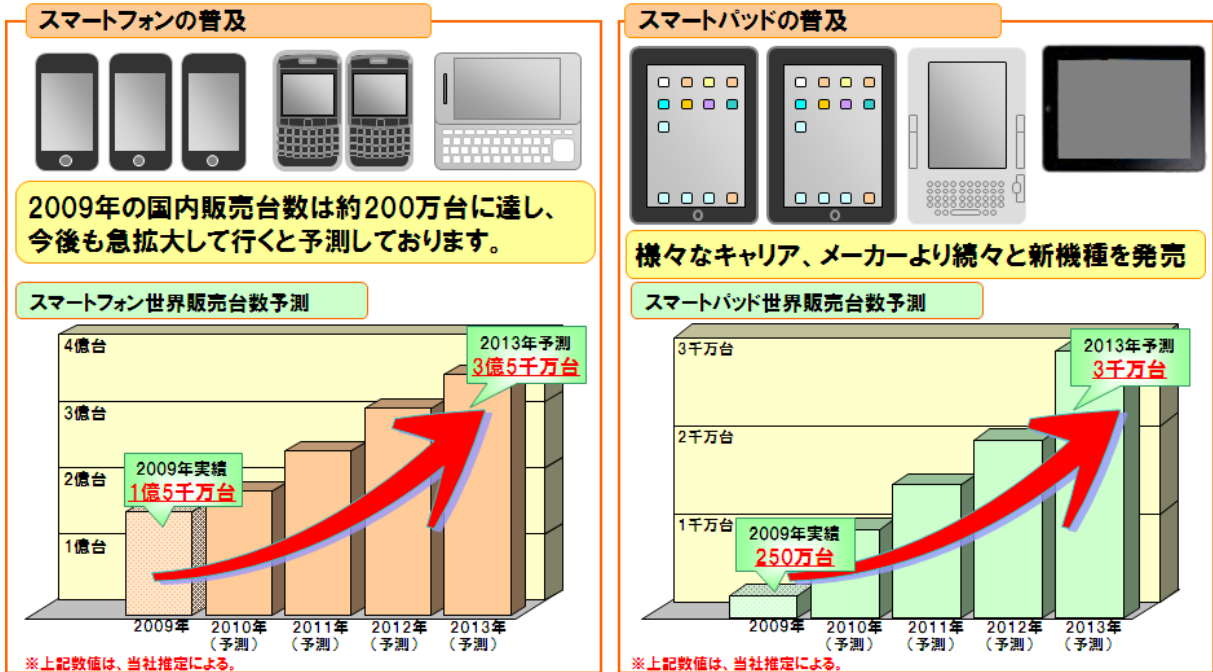 スマートフォンの普及
2009年の国内販売台数は約200万台に達し、
今後も急拡大して行くと予測しております。
スマートフォン世界販売台数予測
4億台
3億台
2億台
1億台
2009年実績
1億5千万台
2013年予測
3億5千万台
2009年
2010年
(予測)
2011年
(予測)
2012年
(予測)
2013年
(予測)
※上記数値は、当社推定による。
スマートパッドの普及
様々なキャリア、メーカーより続々と新機種を発売
スマートパッド世界販売台数予測
3千万台
2千万台
1千万台
2009年実績
250万台
2013年予測
3千万台
2009年
2010年
(予測)
2011年
(予測)
2012年
(予測)
2013年
(予測)
※上記数値は、当社推定による。